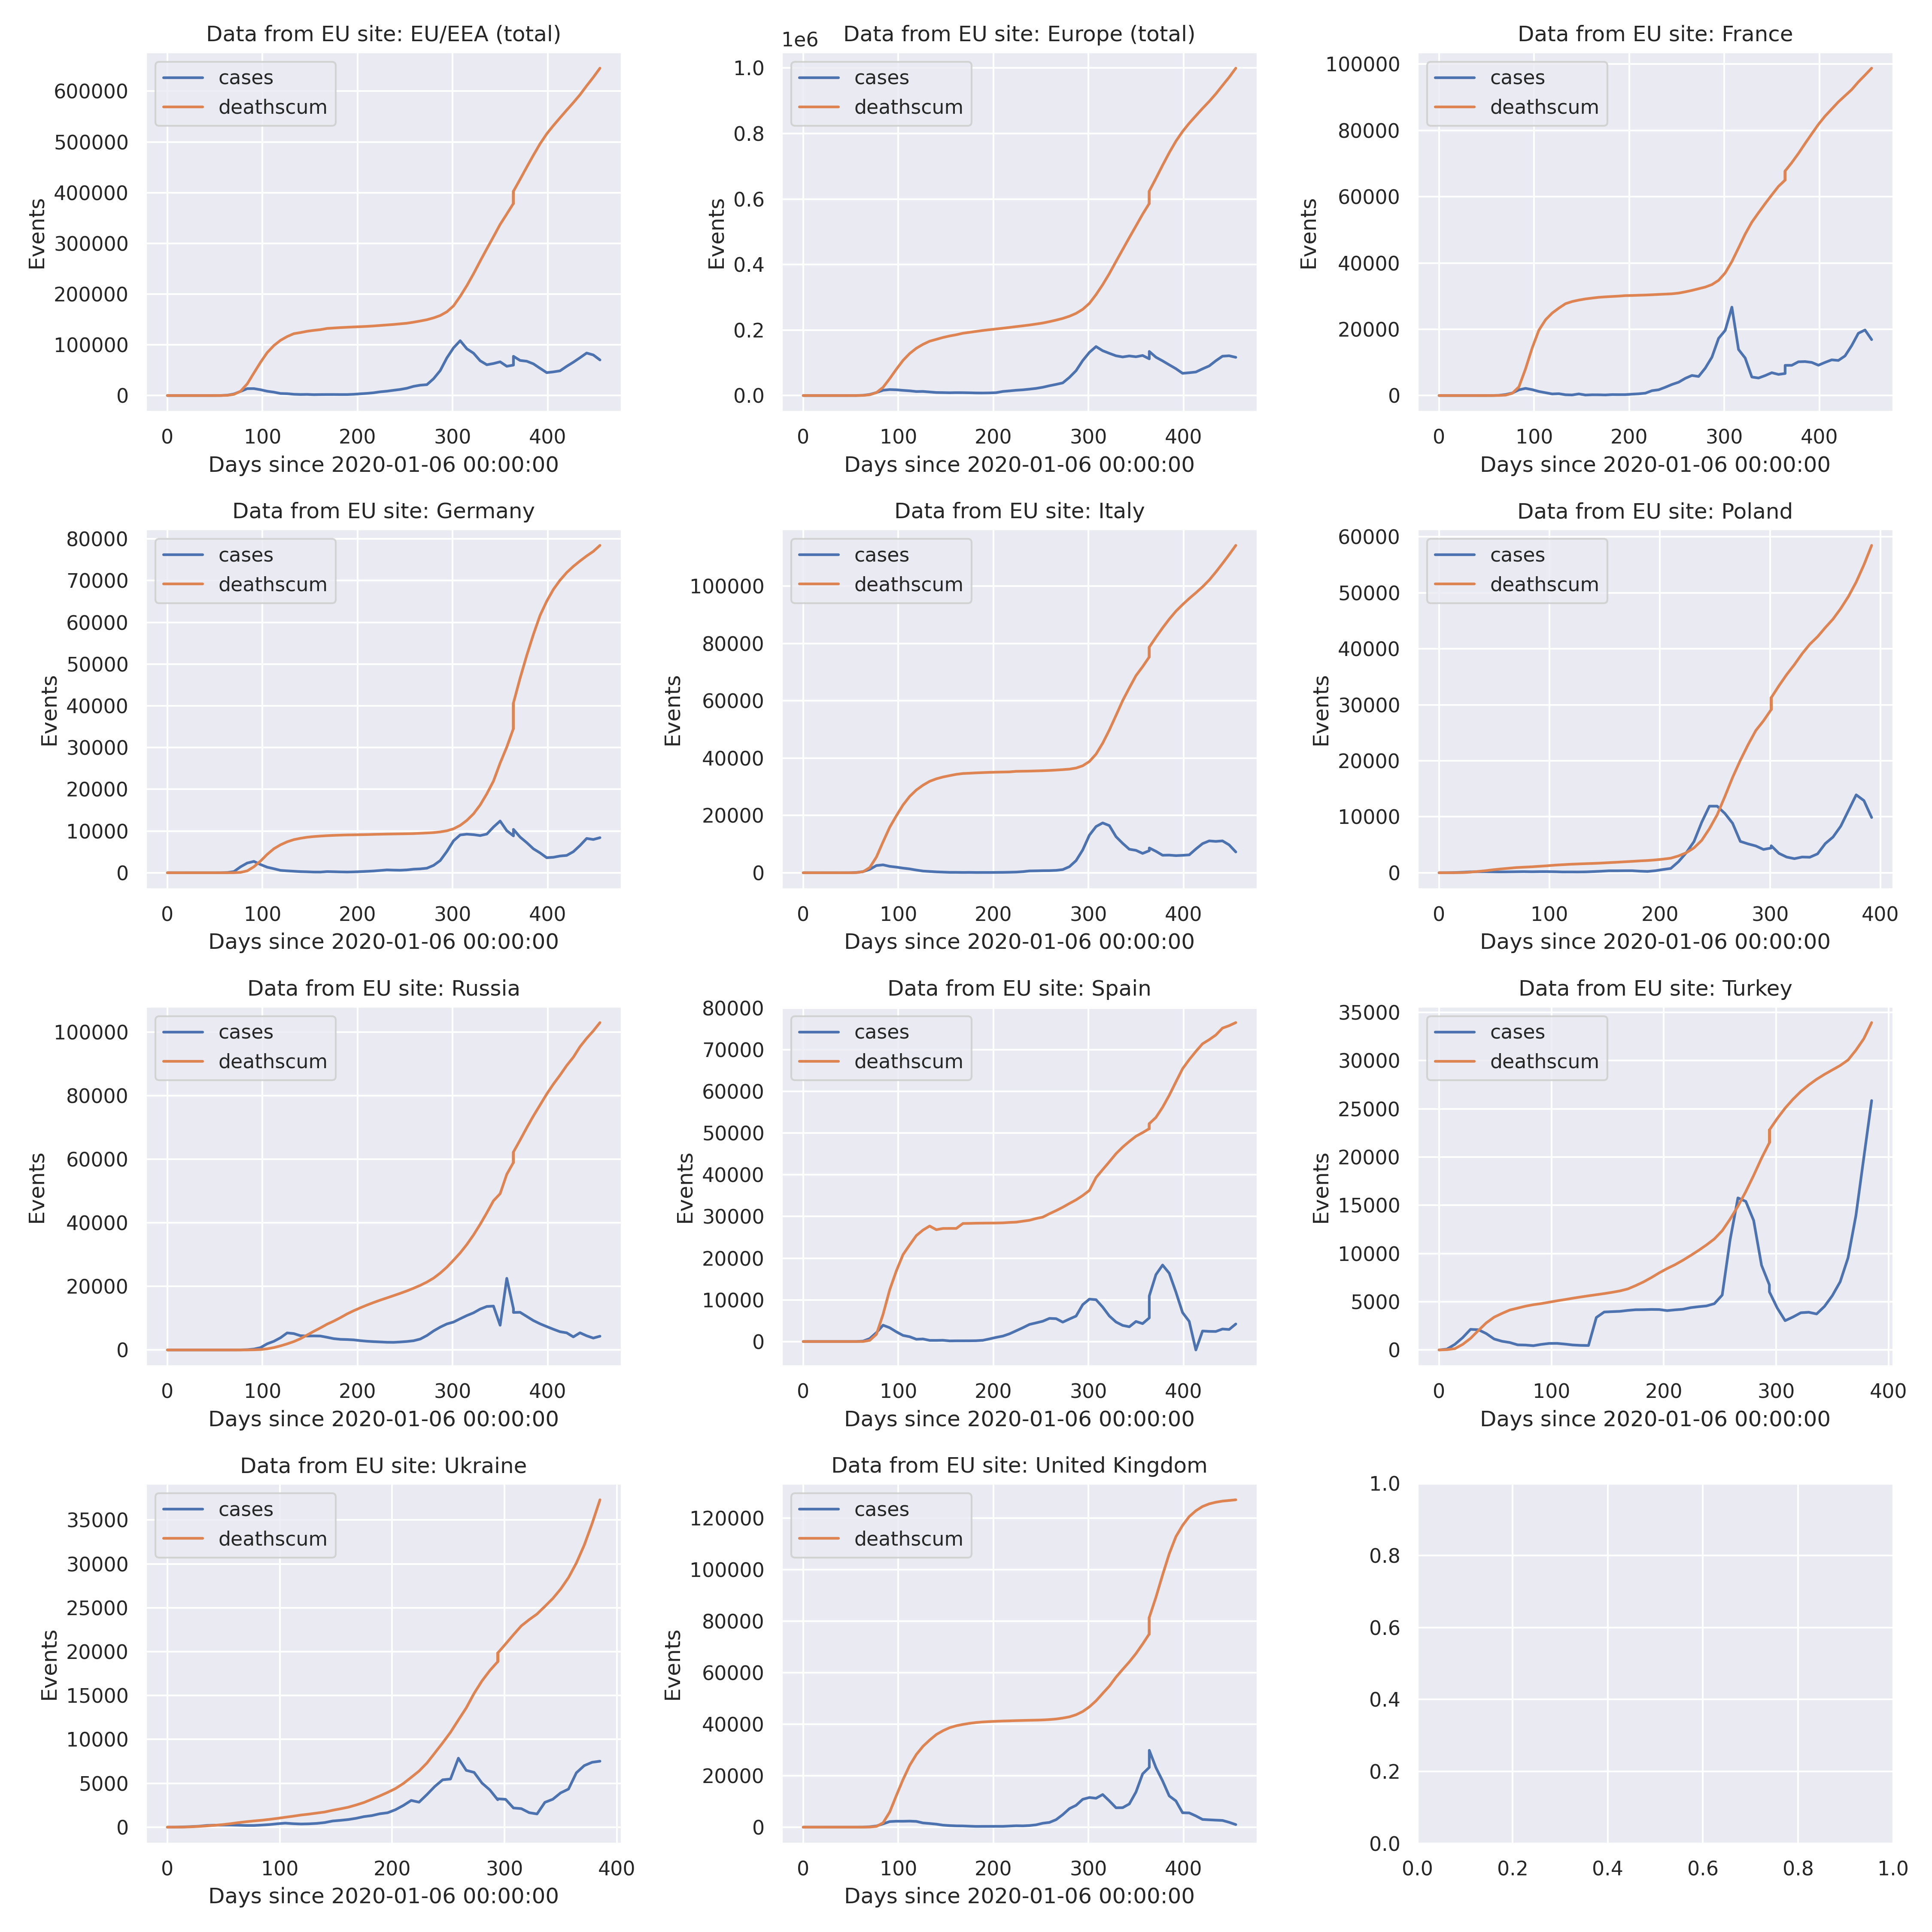 Data from EU site: EU/EEA (total)
cases
deathscum
600000
500000
400000
300000
200000
100000
0
Events
0 100 200 300 400
Days since 2020-01-06 00:00:00
Data from EU site: Europe (total)
1e6
cases
deathscum
1.0
0.8
0.6
0.4
0.2
0.0
Events
0 100 200 300 400
Days since 2020-01-06 00:00:00
Data from EU site: France
cases
deathscum
100000
80000
60000
40000
20000
0
Events
0 100 200 300 400
Days since 2020-01-06 00:00:00
Data from EU site: Germany
cases
deathscum
80000
70000
60000
50000
40000
30000
20000
10000
0
Events
0 100 200 300 400
Days since 2020-01-06 00:00:00
Data from EU site: Italy
cases
deathscum
100000
80000
60000
40000
20000
0
Events
0 100 200 300 400
Days since 2020-01-06 00:00:00
Data from EU site: Poland
cases
deathscum
60000
50000
40000
30000
20000
10000
0
Events
0 100 200 300 400
Days since 2020-01-06 00:00:00
Data from EU site: Russia
cases
deathscum
100000
80000
60000
40000
20000
0
Events
0 100 200 300 400
Days since 2020-01-06 00:00:00
Data from EU site: Spain
cases
deathscum
80000
70000
60000
50000
40000
30000
20000
10000
0
Events
0 100 200 300 400
Days since 2020-01-06 00:00:00
Data from EU site: Turkey
cases
deathscum
35000
30000
25000
20000
15000
10000
5000
0
Events
0 100 200 300 400
Days since 2020-01-06 00:00:00
Data from EU site: Ukraine
cases
deathscum
35000
30000
25000
20000
15000
10000
5000
0
Events
0 100 200 300 400
Days since 2020-01-06 00:00:00
Data from EU site: United Kingdom
cases
deathscum
120000
100000
80000
60000
40000
20000
0
Events
0 100 200 300 400
Days since 2020-01-06 00:00:00
1.0
0.8
0.6
0.4
0.2
0.0
0.0 0.2 0.4 0.6 0.8 1.0